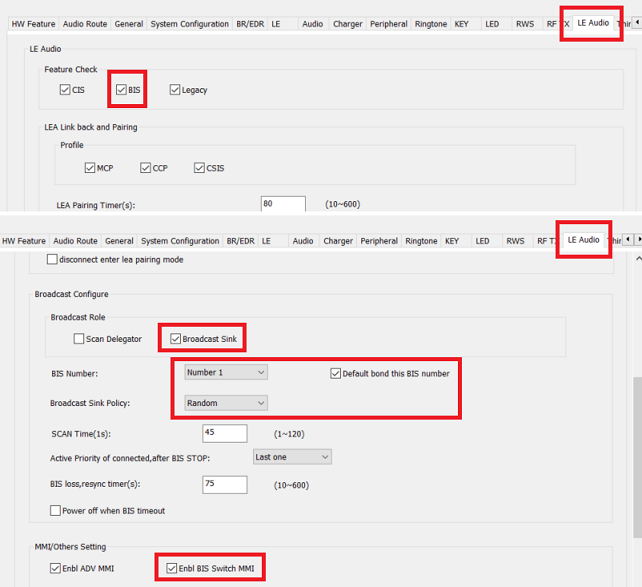 HW Feature Audio Route General System Configuration BR/EDR LE Audio Charger Peripheral Ringtone KEY LED RWS RF TX LE Audio
LE Audio
Feature Check
CIS BIS Legacy
LEA Link back and Pairing
Profile
MCP CCP CSIS
LEA Pairing Timer(s): 80 (10~600)
HW Feature Audio Route General System Configuration BR/EDR LE Audio Charger Peripheral Ringtone KEY LED RWS RF LE Audio
disconnect enter lea pairing mode
Broadcast Configure
Broadcast Role
Scan Delegator Broadcast Sink
BIS Number: Number 1 Default bond this BIS number
Broadcast Sink Policy: Random
SCAN Time(1s): 45 (1~120)
Active Priority of connected,after BIS STOP: Last one
BIS loss,resync timer(s): 75 (10~600)
Power off when BIS timeout
MMI/Others Setting
Enbl ADV MMI Enbl BIS Switch MMI